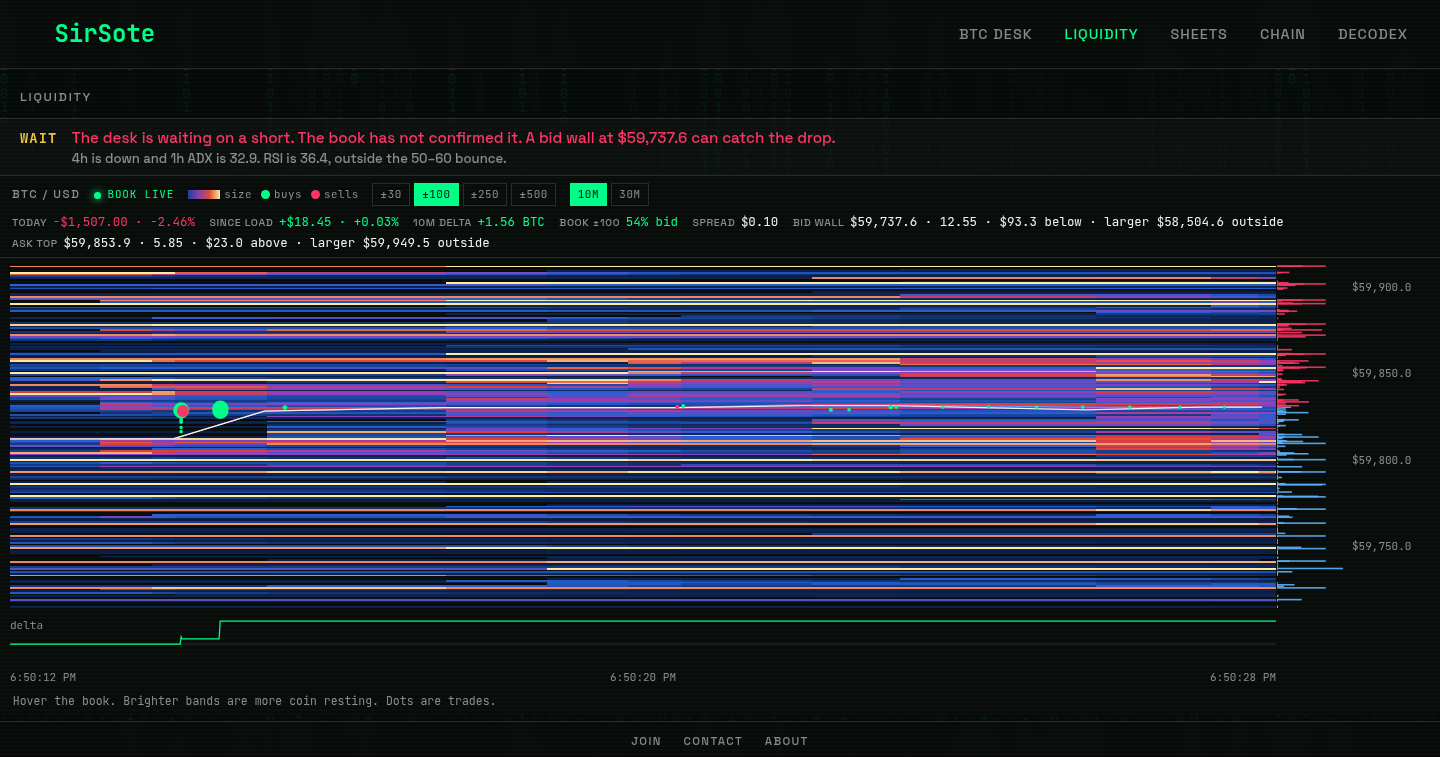 SirSote
BTC DESK LIQUIDITY SHEETS CHAIN DECODEX
LIQUIDITY
WAIT The desk is waiting on a short. The book has not confirmed it. A bid wall at $59,737.6 can catch the drop.
4h is down and 1h ADX is 32.9. RSI is 36.4, outside the 50–60 bounce.
BTC / USD BOOK LIVE size buys sells ±30 ±100 ±250 ±500 10M 30M
TODAY -$1,507.00 · -2.46% SINCE LOAD +$18.45 · +0.03% 10M DELTA +1.56 BTC BOOK ±100 54% bid SPREAD $0.10 BID WALL $59,737.6 · 12.55 · $93.3 below · larger $58,504.6 outside
ASK TOP $59,853.9 · 5.85 · $23.0 above · larger $59,949.5 outside
$59,900.0
$59,850.0
$59,800.0
$59,750.0
delta
6:50:12 PM 6:50:20 PM 6:50:28 PM
Hover the book. Brighter bands are more coin resting. Dots are trades.
JOIN CONTACT ABOUT